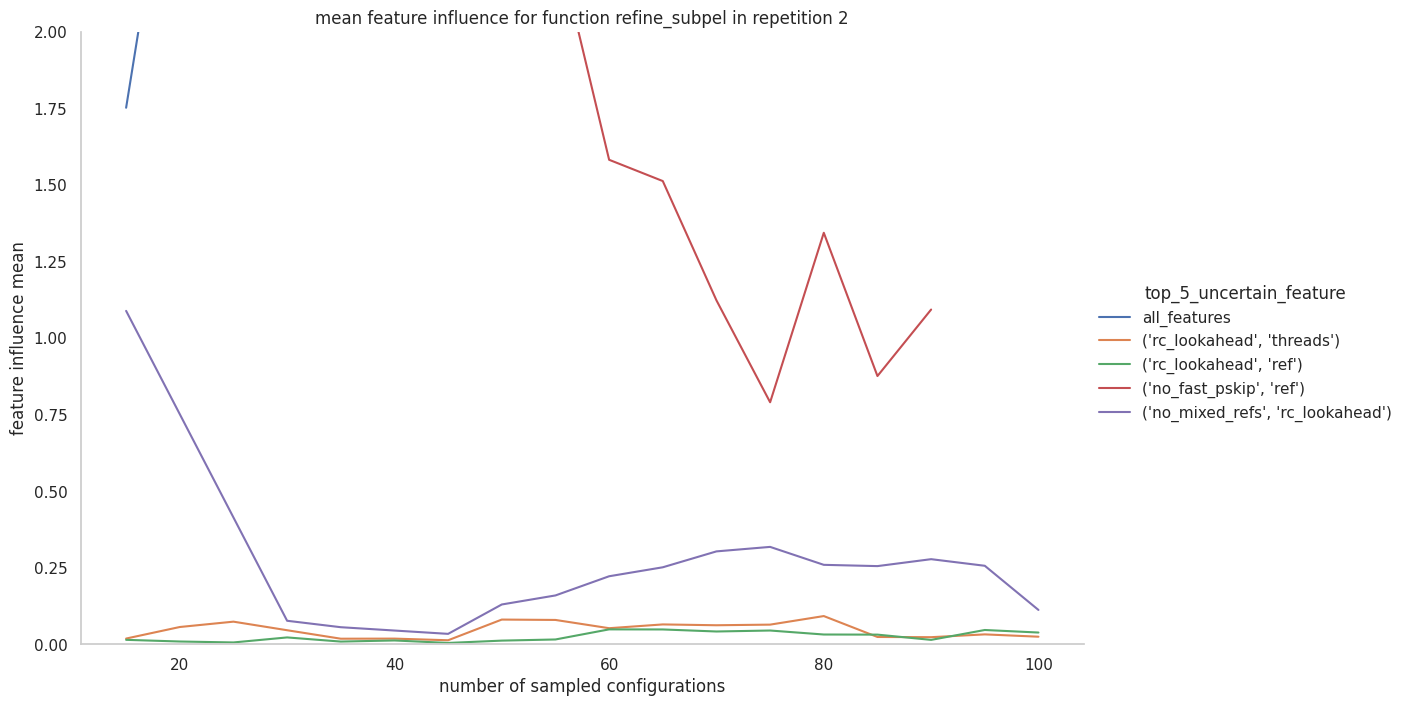 mean feature influence for function refine_subpel in repetition 2
2.00
1.75
1.50
1.25
1.00
0.75
0.50
0.25
0.00
feature influence mean
20
40
60
80
100
number of sampled configurations
top_5_uncertain_feature
all_features
('rc_lookahead', 'threads')
('rc_lookahead', 'ref')
('no_fast_pskip', 'ref')
('no_mixed_refs', 'rc_lookahead')